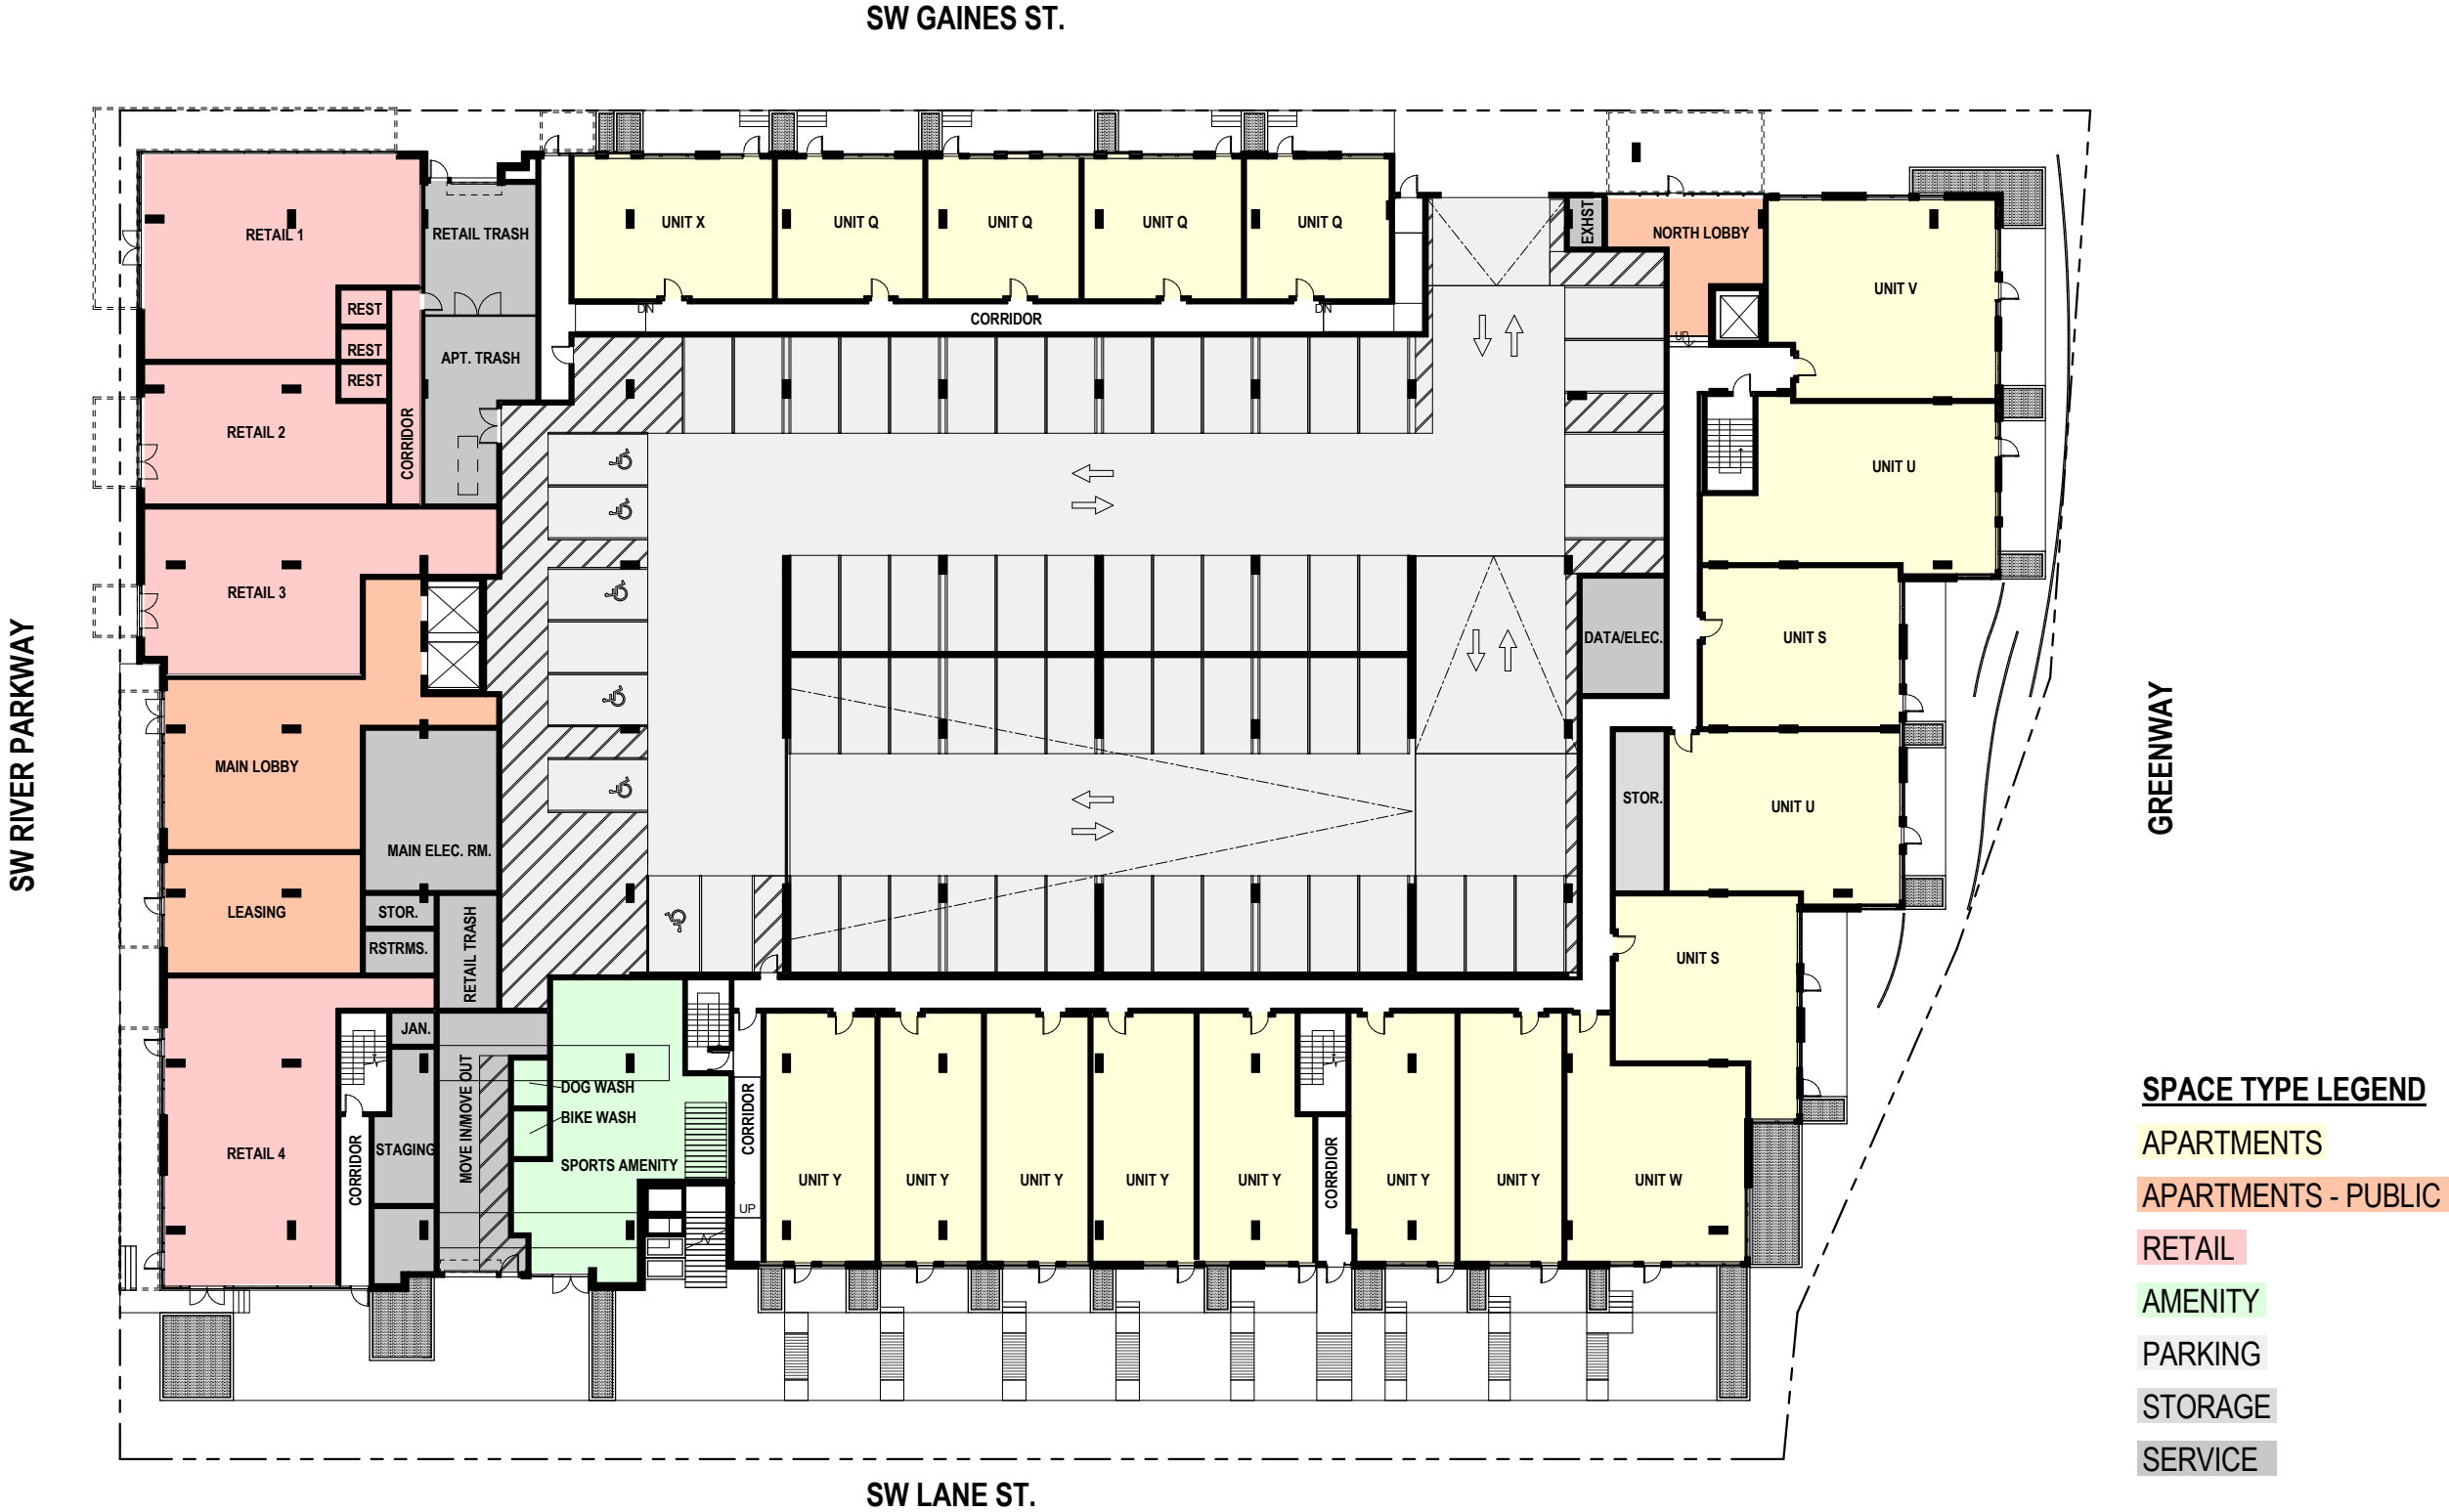 SW GAINES ST.
RETAIL 1
RETAIL TRASH
UNIT X
UNIT Q
UNIT Q
UNIT Q
UNIT Q
EXHST
NORTH LOBBY
UNIT V
REST
REST
REST
DN
CORRIDOR
DN
UP
APT. TRASH
RETAIL 2
CORRIDOR
UNIT U
RETAIL 3
DATA/ELEC.
UNIT S
SW RIVER PARKWAY
GREENWAY
MAIN LOBBY
MAIN ELEC. RM.
STOR.
UNIT U
LEASING
STOR.
RSTRMS.
RETAIL TRASH
UNIT S
JAN.
MOVE IN/MOVE OUT
DOG WASH
BIKE WASH
SPORTS AMENITY
CORRIDOR
UP
RETAIL 4
CORRIDOR
STAGING
UNIT Y
UNIT Y
UNIT Y
UNIT Y
UNIT Y
CORRDIOR
UNIT Y
UNIT Y
UNIT W
SW LANE ST.
SPACE TYPE LEGEND
APARTMENTS
APARTMENTS - PUBLIC
RETAIL
AMENITY
PARKING
STORAGE
SERVICE